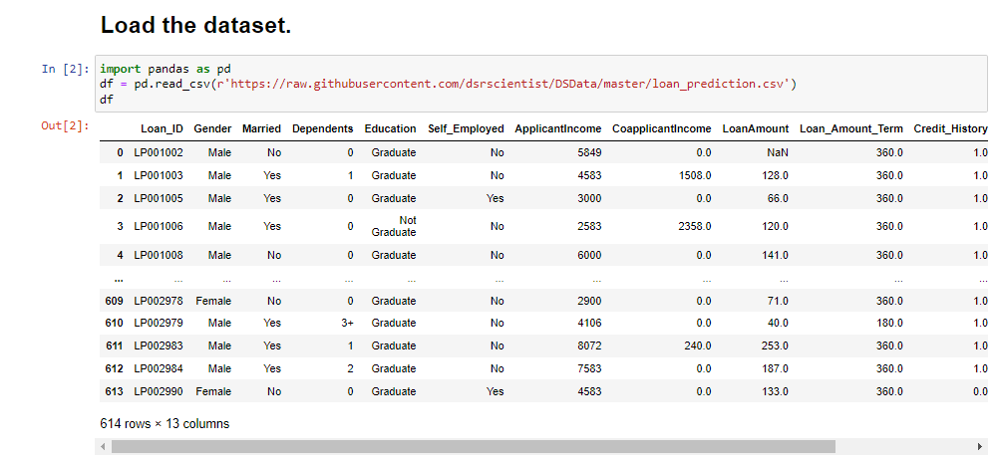 Load the dataset.
In [2]: import pandas as pd
df = pd.read_csv(r'https://raw.githubusercontent.com/dsrscientist/DSData/master/loan_prediction.csv')
df
Out[2]:
Loan_ID Gender Married Dependents Education Self_Employed ApplicantIncome CoapplicantIncome LoanAmount Loan_Amount_Term Credit_History
0 LP001002 Male No 0 Graduate No 5849 0.0 NaN 360.0 1.0
1 LP001003 Male Yes 1 Graduate No 4583 1508.0 128.0 360.0 1.0
2 LP001005 Male Yes 0 Graduate Yes 3000 0.0 66.0 360.0 1.0
3 LP001006 Male Yes 0 Not Graduate No 2583 2358.0 120.0 360.0 1.0
4 LP001008 Male No 0 Graduate No 6000 0.0 141.0 360.0 1.0
... ... ... ... ... ... ... ... ... ... ... ...
609 LP002978 Female No 0 Graduate No 2900 0.0 71.0 360.0 1.0
610 LP002979 Male Yes 3+ Graduate No 4106 0.0 40.0 180.0 1.0
611 LP002983 Male Yes 1 Graduate No 8072 240.0 253.0 360.0 1.0
612 LP002984 Male Yes 2 Graduate No 7583 0.0 187.0 360.0 1.0
613 LP002990 Female No 0 Graduate Yes 4583 0.0 133.0 360.0 0.0
614 rows × 13 columns